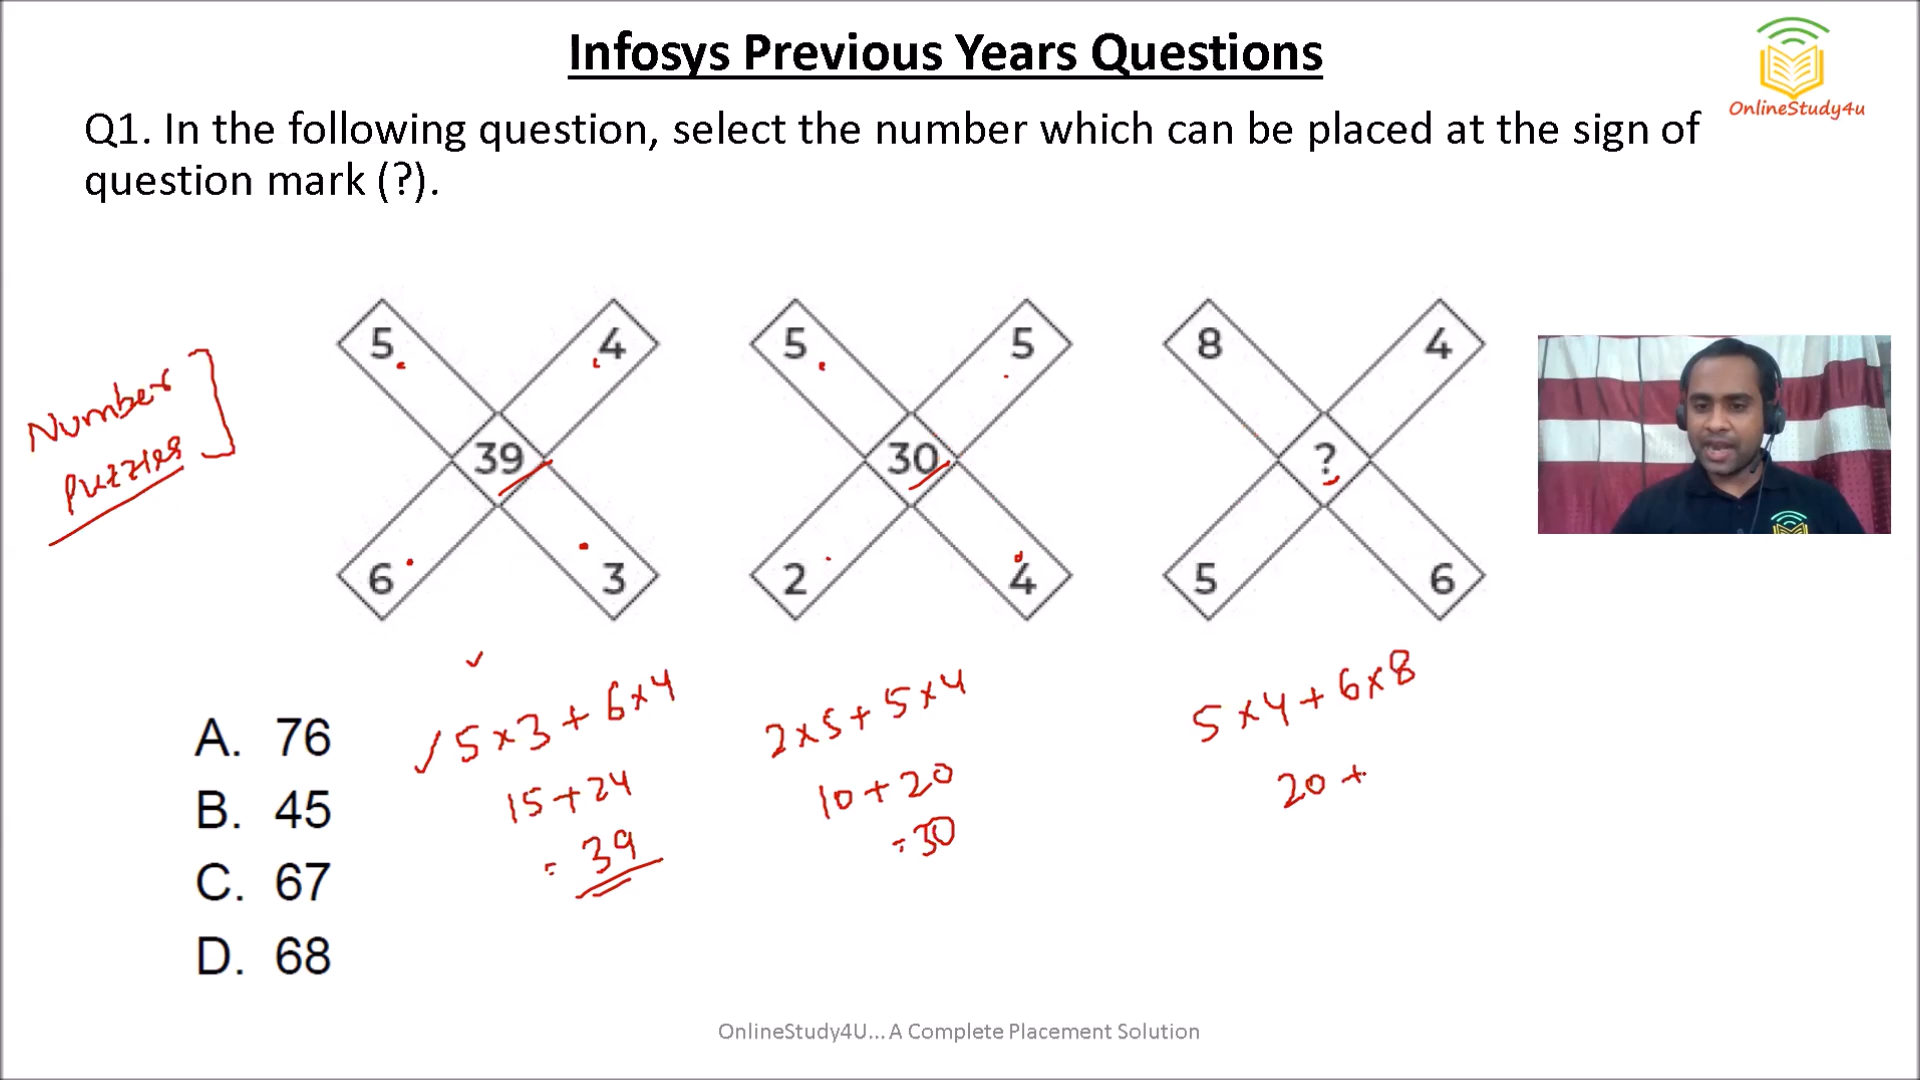 Infosys Previous Years Questions
OnlineStudy4u
Q1. In the following question, select the number which can be placed at the sign of
question mark (?).
5 4
39
6 3
5 5
30
2 4
8 4
?
5 6
Number
Puzzles
A. 76
B. 45
C. 67
D. 68
5×3+6×4
15+24
=39
2×5+5×4
10+20
=30
5×4+6×8
20+
OnlineStudy4U... A Complete Placement Solution